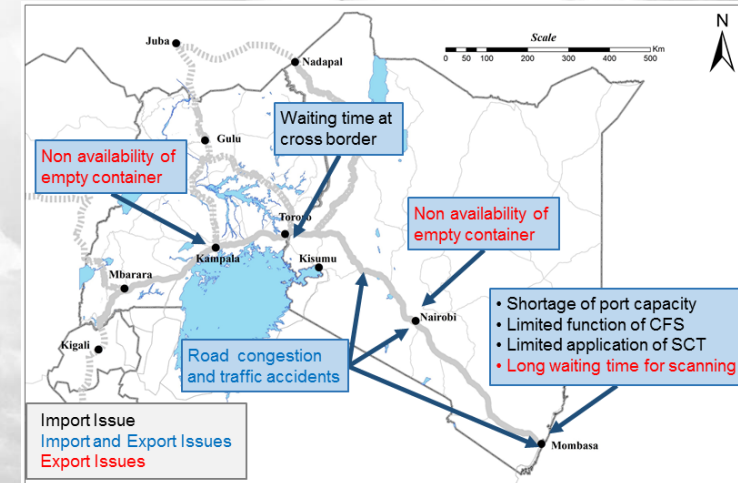 N
Scale
0 50 100 200 300 400 500 Km
Juba
Nadapal
Waiting time at
cross border
Gulu
Non availability of
empty container
Non availability of
empty container
Tororo
Kampala
Kisumu
Mbarara
Nairobi
• Shortage of port capacity
• Limited function of CFS
• Limited application of SCT
• Long waiting time for scanning
Kigali
Road congestion
and traffic accidents
Import Issue
Import and Export Issues
Export Issues
Mombasa